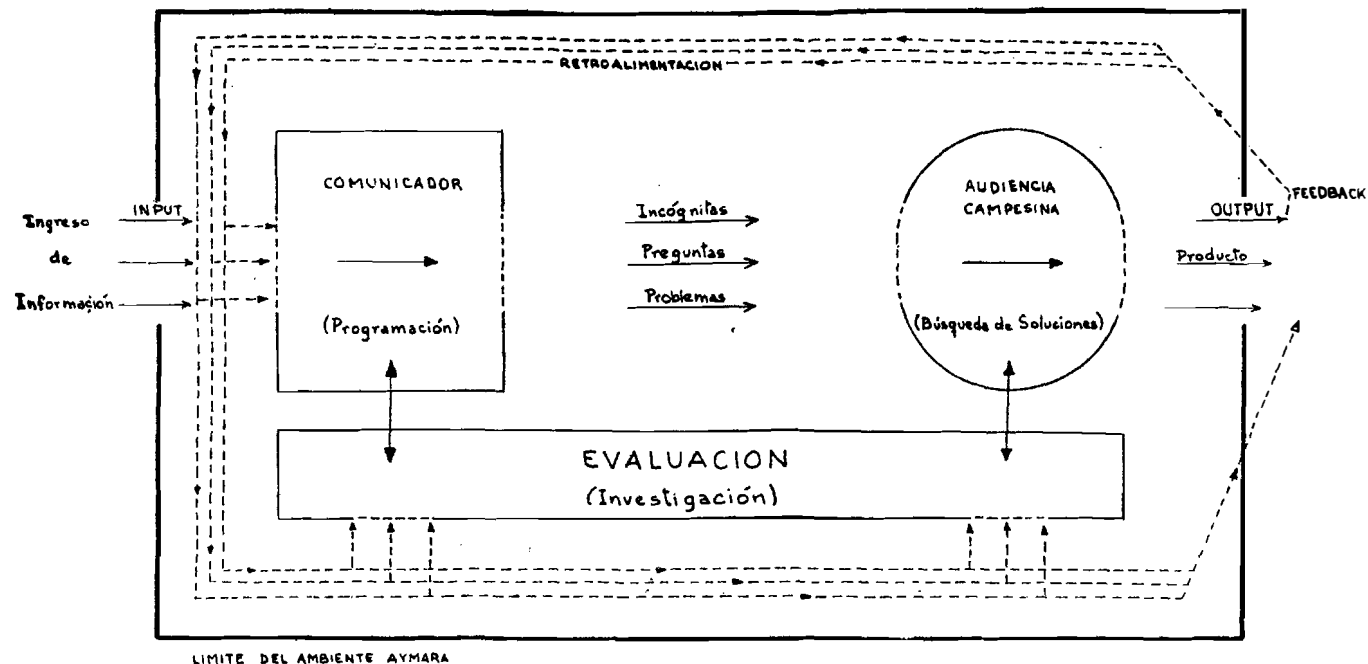 RETROALIMENTACION
COMUNICADOR
AUDIENCIA
CAMPESINA
FEEDBACK
INPUT
Incógnitas
OUTPUT
Ingreso
de
Información
Preguntas
Producto
Problemas
(Programación)
(Búsqueda de Soluciones)
EVALUACION
(Investigación)
LIMITE DEL AMBIENTE AYMARA